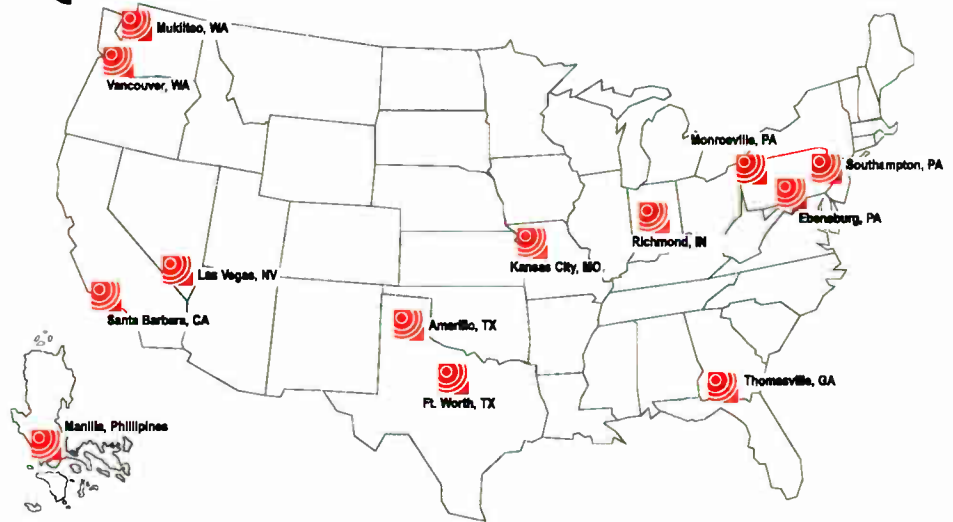 Mukilteo, WA
Vancouver, WA
Monroeville, PA
Southampton, PA
Ebensburg, PA
Richmond, IN
Kansas City, MO
Las Vegas, NV
Santa Barbara, CA
Amarillo, TX
Ft. Worth, TX
Thomasville, GA
Manilla, Phillipines